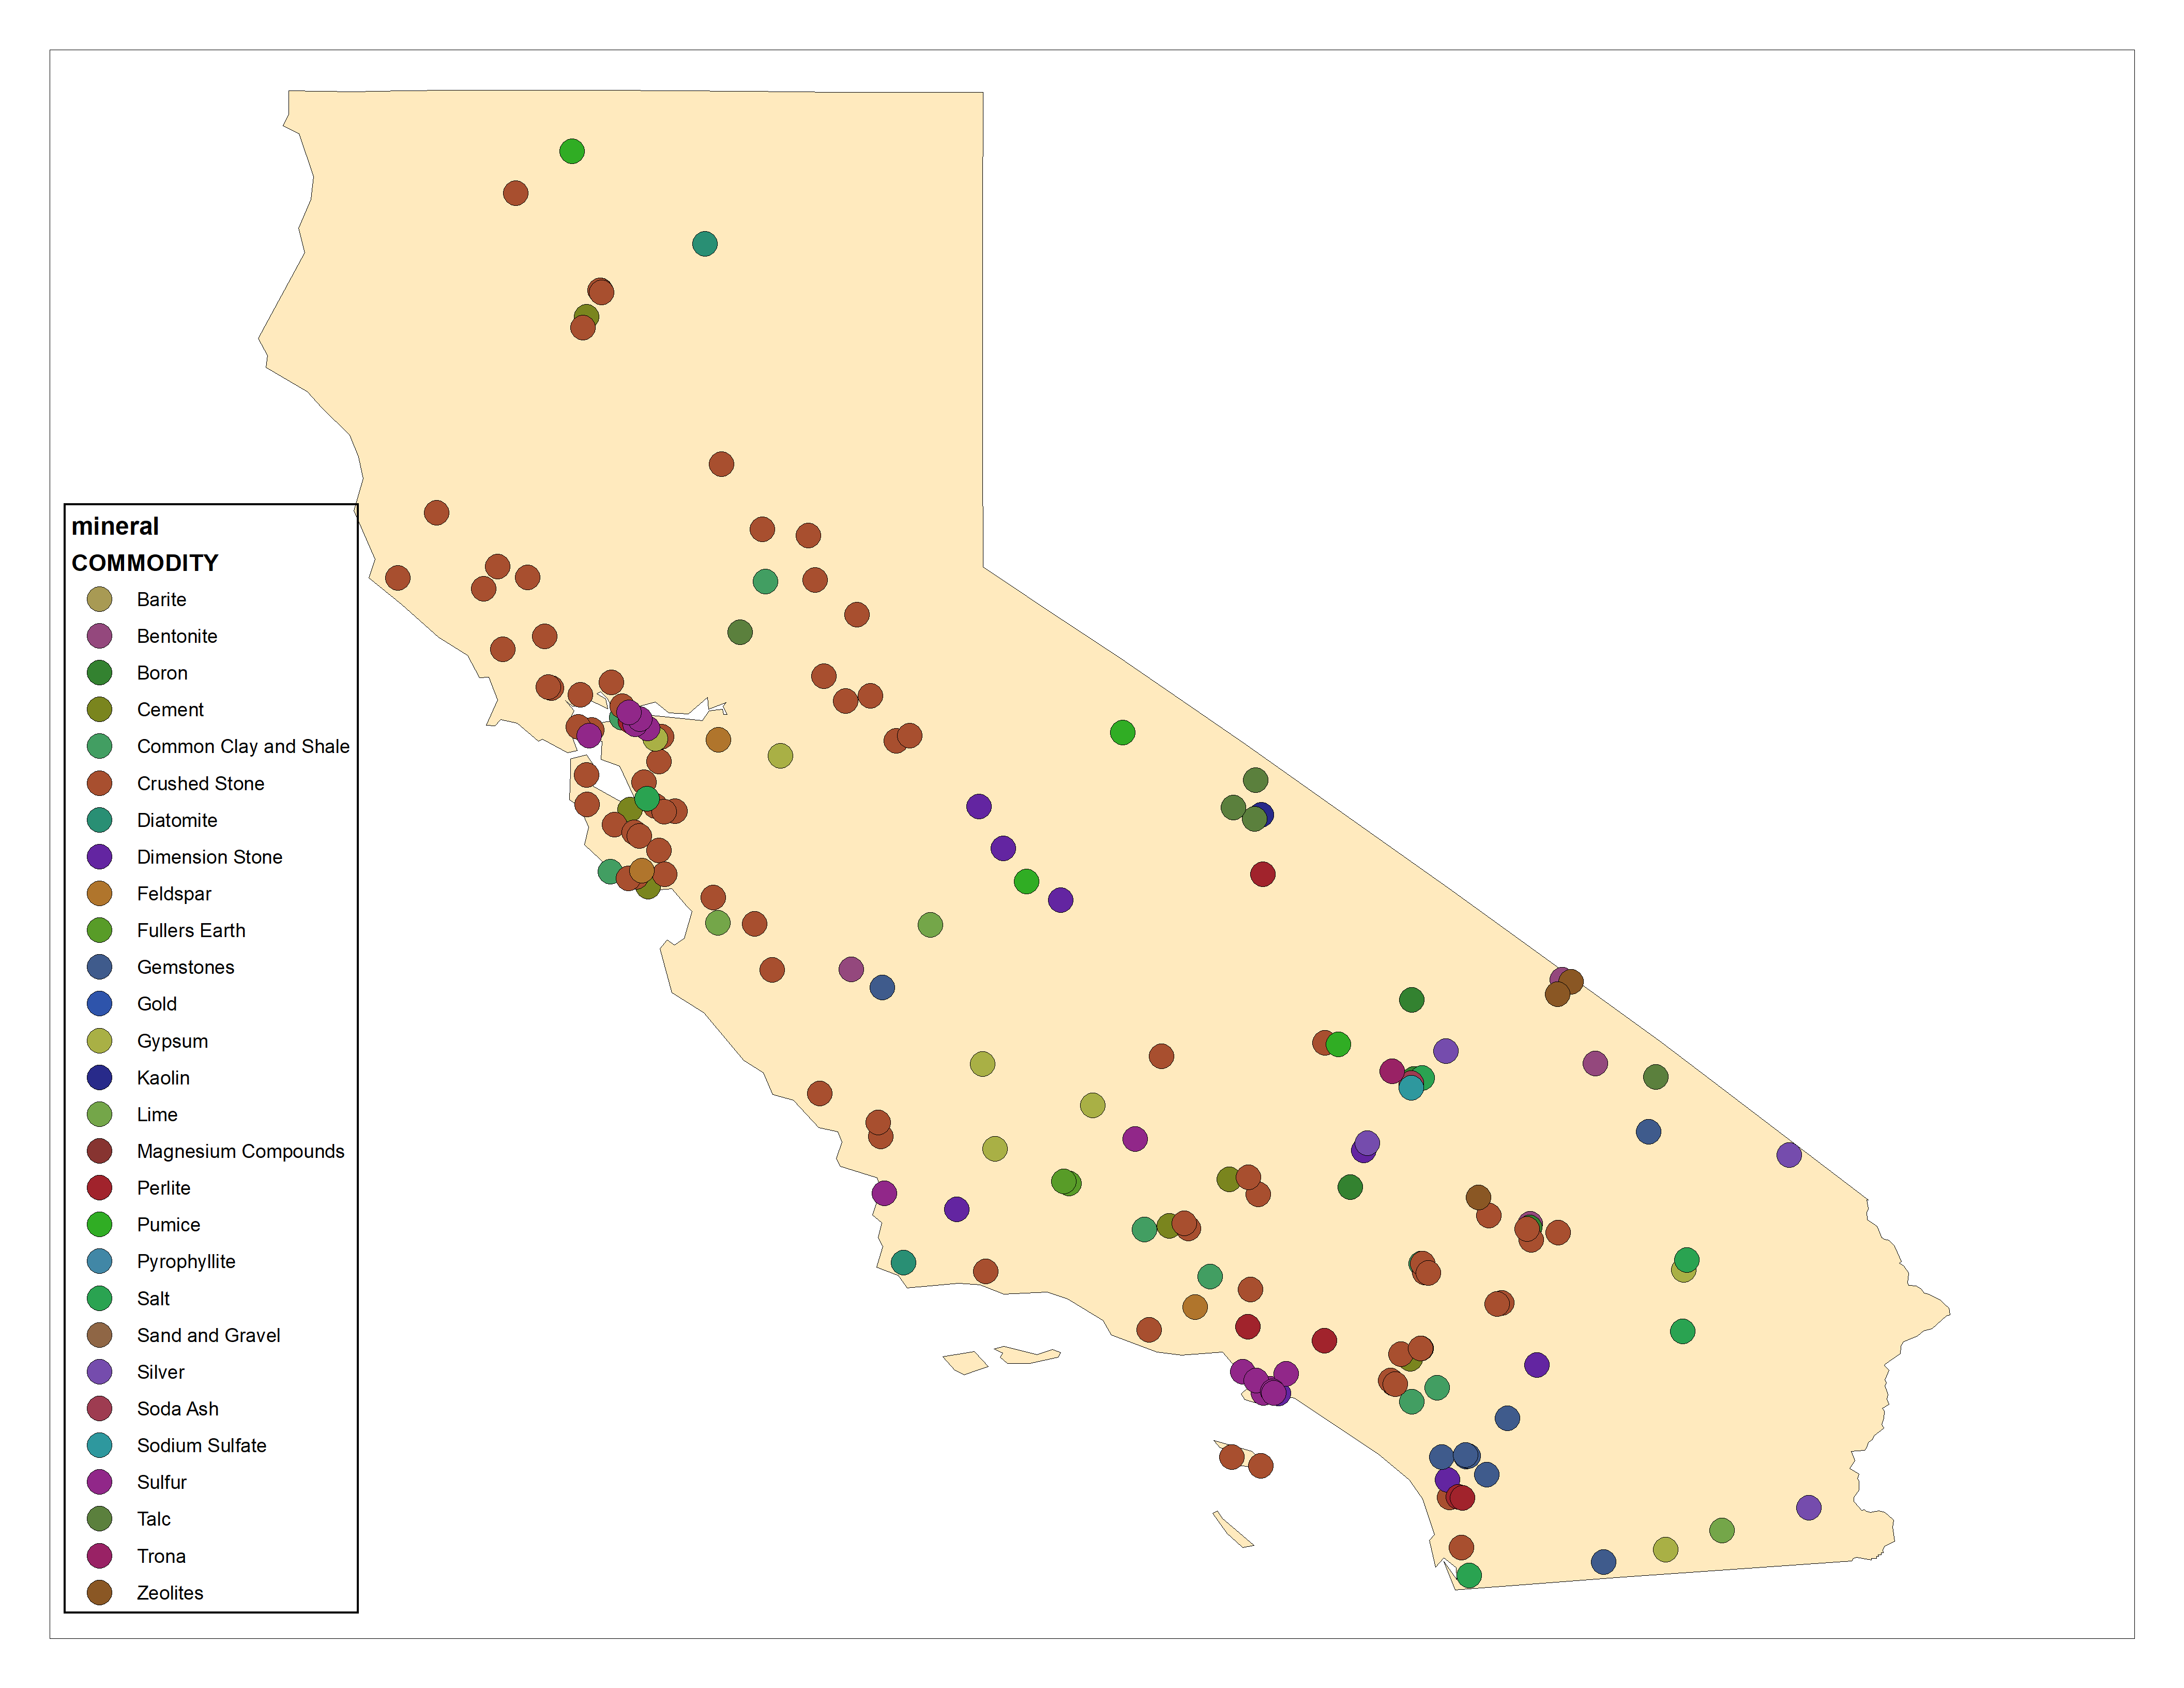 mineral
COMMODITY
Barite
Bentonite
Boron
Cement
Common Clay and Shale
Crushed Stone
Diatomite
Dimension Stone
Feldspar
Fullers Earth
Gemstones
Gold
Gypsum
Kaolin
Lime
Magnesium Compounds
Perlite
Pumice
Pyrophyllite
Salt
Sand and Gravel
Silver
Soda Ash
Sodium Sulfate
Sulfur
Talc
Trona
Zeolites